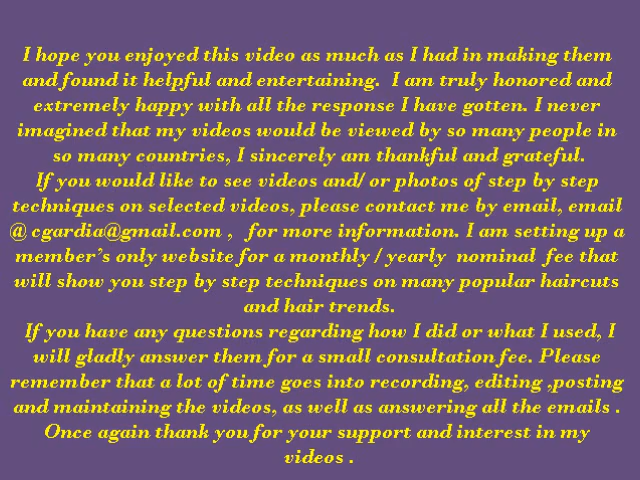 I hope you enjoyed this video as much as I had in making them
and found it helpful and entertaining.  I am truly honored and
extremely happy with all the response I have gotten. I never
imagined that my videos would be viewed by so many people in
so many countries, I sincerely am thankful and grateful.
If you would like to see videos and/ or photos of step by step
techniques on selected videos, please contact me by email, email
@ cgardia@gmail.com ,   for more information. I am setting up a
member's only website for a monthly / yearly  nominal  fee that
will show you step by step techniques on many popular haircuts
and hair trends.
If you have any questions regarding how I did or what I used, I
will gladly answer them for a small consultation fee. Please
remember that a lot of time goes into recording, editing ,posting
and maintaining the videos, as well as answering all the emails .
Once again thank you for your support and interest in my
videos .